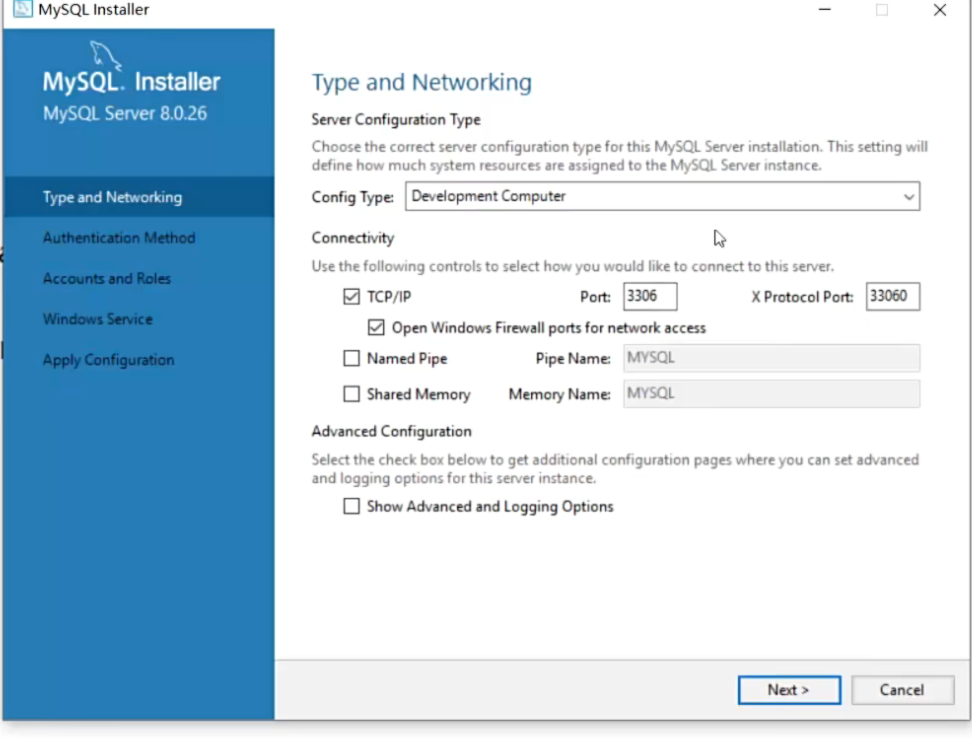 MySQL Installer
MySQL. Installer
MySQL Server 8.0.26
Type and Networking
Authentication Method
Accounts and Roles
Windows Service
Apply Configuration
Type and Networking
Server Configuration Type
Choose the correct server configuration type for this MySQL Server installation. This setting will
define how much system resources are assigned to the MySQL Server instance.
Config Type: Development Computer
Connectivity
Use the following controls to select how you would like to connect to this server.
TCP/IP Port: 3306 X Protocol Port: 33060
Open Windows Firewall ports for network access
Named Pipe Pipe Name: MYSQL
Shared Memory Memory Name: MYSQL
Advanced Configuration
Select the check box below to get additional configuration pages where you can set advanced
and logging options for this server instance.
Show Advanced and Logging Options
Next > Cancel